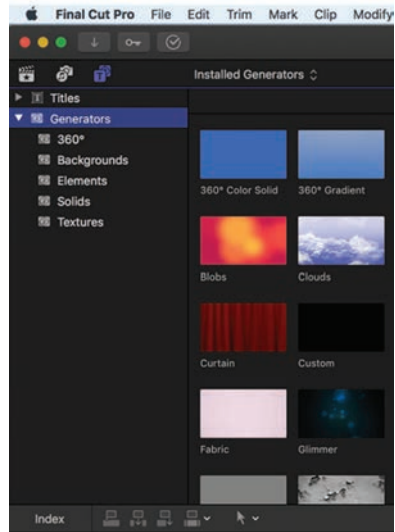 Final Cut Pro File Edit Trim Mark Clip Modify
Installed Generators
Titles
Generators
360°
Backgrounds
Elements
Solids
Textures
360° Color Solid 360° Gradient
Blobs Clouds
Curtain Custom
Fabric Glimmer
Index